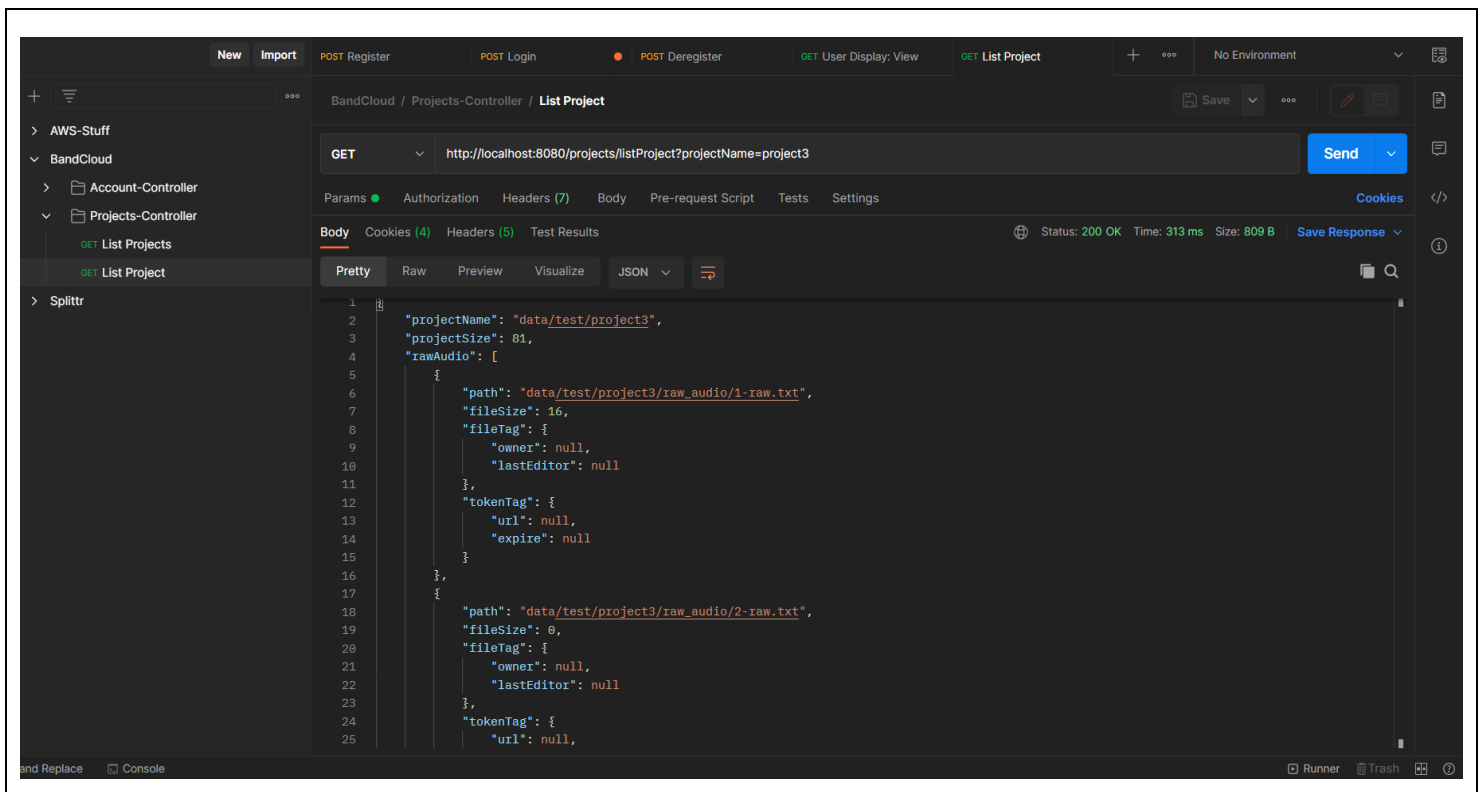 New Import POST Register POST Login POST Deregister GET User Display: View GET List Project No Environment
BandCloud / Projects-Controller / List Project Save
AWS-Stuff
BandCloud
Account-Controller
Projects-Controller
GET List Projects
GET List Project
Splittr
GET http://localhost:8080/projects/listProject?projectName=project3 Send
Params Authorization Headers (7) Body Pre-request Script Tests Settings Cookies
Body Cookies (4) Headers (5) Test Results Status: 200 OK Time: 313 ms Size: 809 B Save Response
Pretty Raw Preview Visualize JSON
1 {
2 "projectName": "data/test/project3",
3 "projectSize": 81,
4 "rawAudio": [
5 {
6 "path": "data/test/project3/raw_audio/1-raw.txt",
7 "fileSize": 16,
8 "fileTag": {
9 "owner": null,
10 "lastEditor": null
11 },
12 "tokenTag": {
13 "url": null,
14 "expire": null
15 }
16 },
17 {
18 "path": "data/test/project3/raw_audio/2-raw.txt",
19 "fileSize": 0,
20 "fileTag": {
21 "owner": null,
22 "lastEditor": null
23 },
24 "tokenTag": {
25 "url": null,
and Replace Console Runner Trash